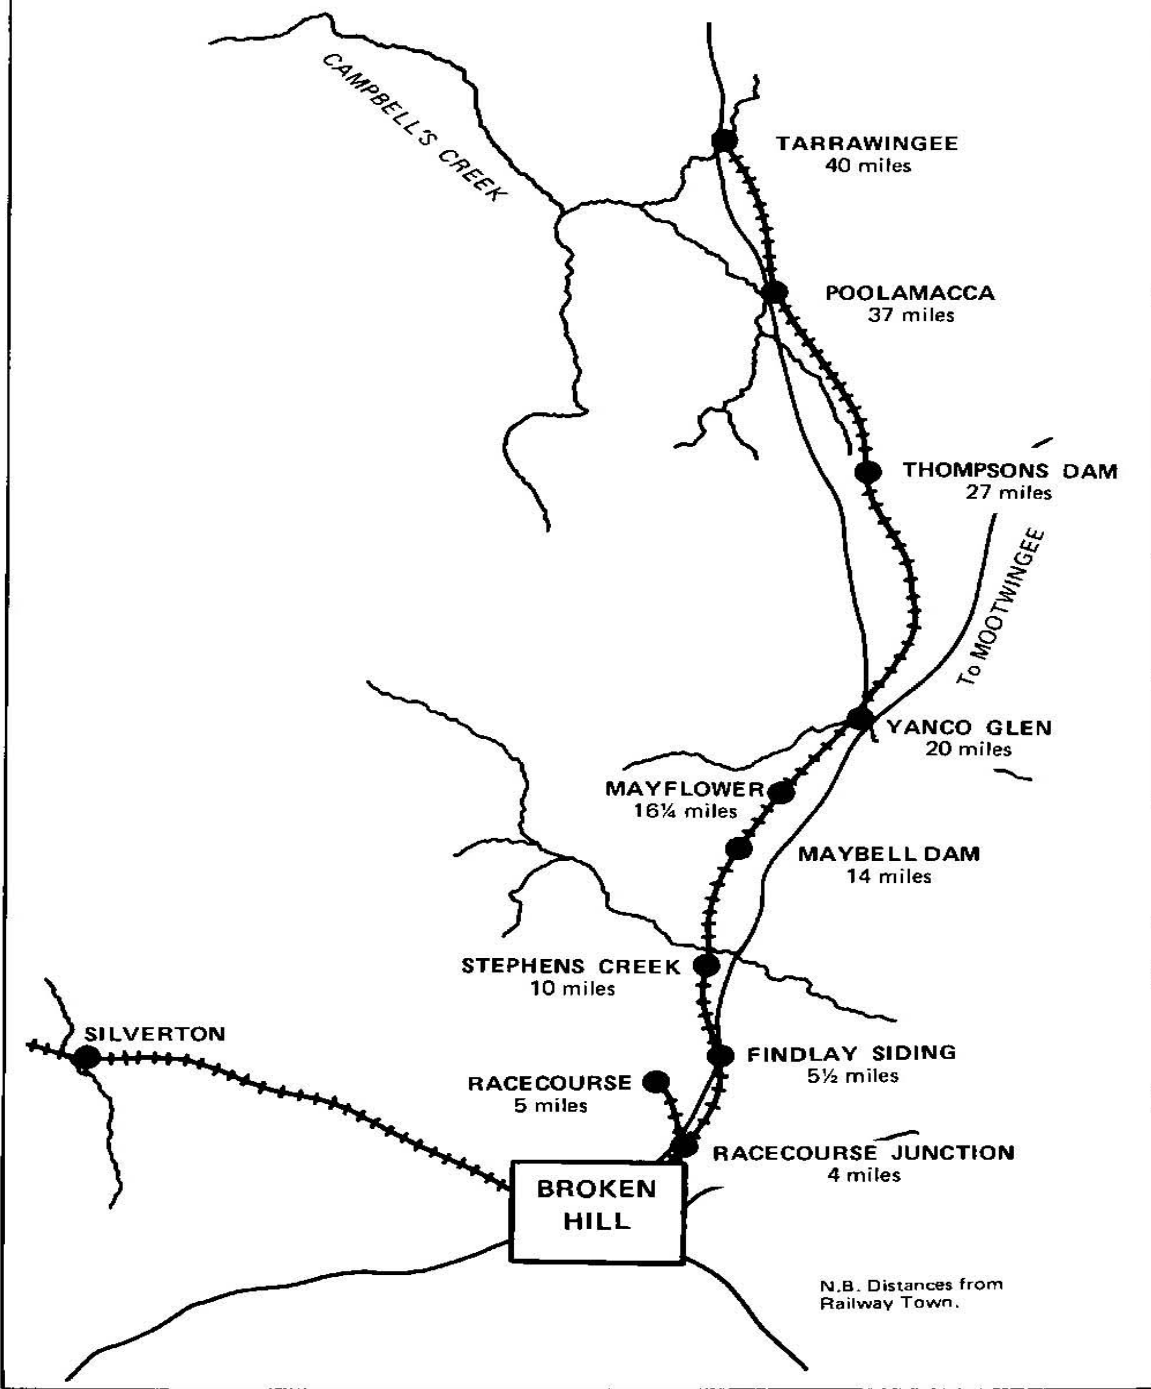 CAMPBELL'S CREEK
TARRAWINGEE
40 miles
POOLAMACCA
37 miles
THOMPSONS DAM
27 miles
To MOOTWINGEE
YANCO GLEN
20 miles
MAYFLOWER
16¼ miles
MAYBELL DAM
14 miles
STEPHENS CREEK
10 miles
SILVERTON
FINDLAY SIDING
5½ miles
RACECOURSE
5 miles
RACECOURSE JUNCTION
4 miles
BROKEN
HILL
N.B. Distances from
Railway Town.